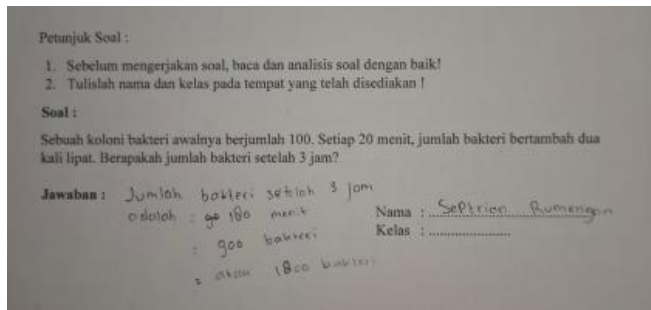 Petunjuk Soal :
1. Sebelum mengerjakan soal, baca dan analisis soal dengan baik!
2. Tulislah nama dan kelas pada tempat yang telah disediakan !
Soal :
Sebuah koloni bakteri awalnya berjumlah 100. Setiap 20 menit, jumlah bakteri bertambah dua
kali lipat. Berapakah jumlah bakteri setelah 3 jam?
Jawaban : Jumlah bakteri setelah 3 jam
adalah : 180 menit
: 900 bakteri
= atau 1800 bakteri
Nama : Septrian Rumengan
Kelas : ......................